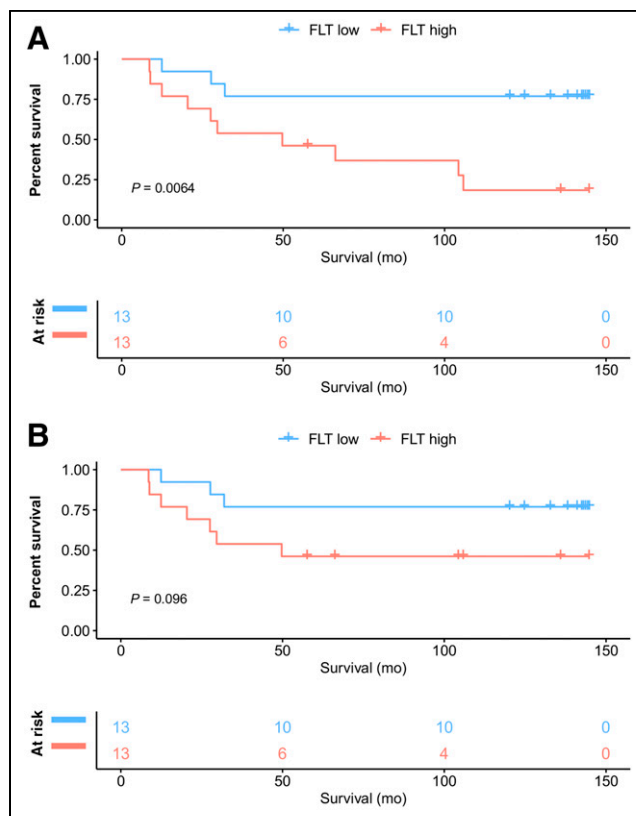 A
FLT low FLT high
Percent survival
1.00
0.75
0.50
0.25
0.00
P = 0.0064
0 50 100 150
Survival (mo)
At risk
13 10 10 0
13 6 4 0
0 50 100 150
Survival (mo)
B
FLT low FLT high
Percent survival
1.00
0.75
0.50
0.25
0.00
P = 0.096
0 50 100 150
Survival (mo)
At risk
13 10 10 0
13 6 4 0
0 50 100 150
Survival (mo)